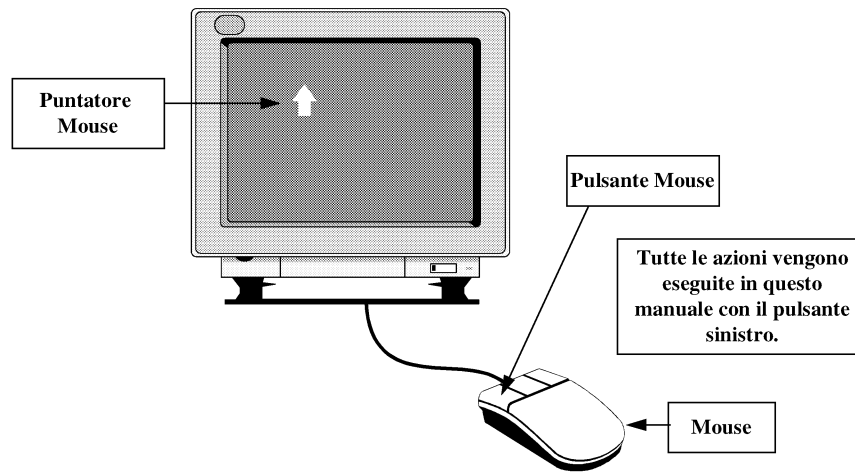 Puntatore
Mouse
Pulsante Mouse
Tutte le azioni vengono
eseguite in questo
manuale con il pulsante
sinistro.
Mouse